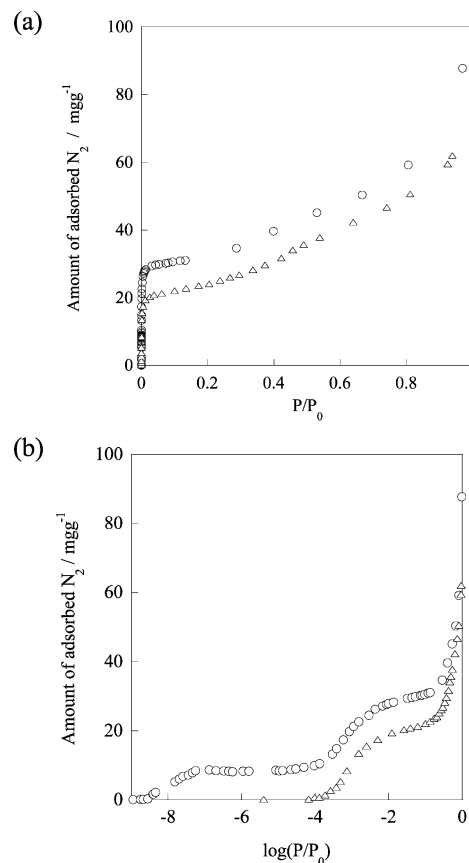 (a)
100
80
60
40
20
0
Amount of adsorbed N₂ / mgg⁻¹
0 0.2 0.4 0.6 0.8
P/P₀
(b)
100
80
60
40
20
0
Amount of adsorbed N₂ / mgg⁻¹
-8 -6 -4 -2 0
log(P/P₀)